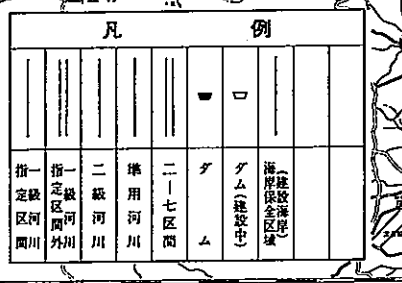 凡例
一級河川
指定区間
一級河川
指定区間外
二級河川
準用河川
二一七区間
ダム
ダム(建設中)
(建設海岸)
海岸保全区域